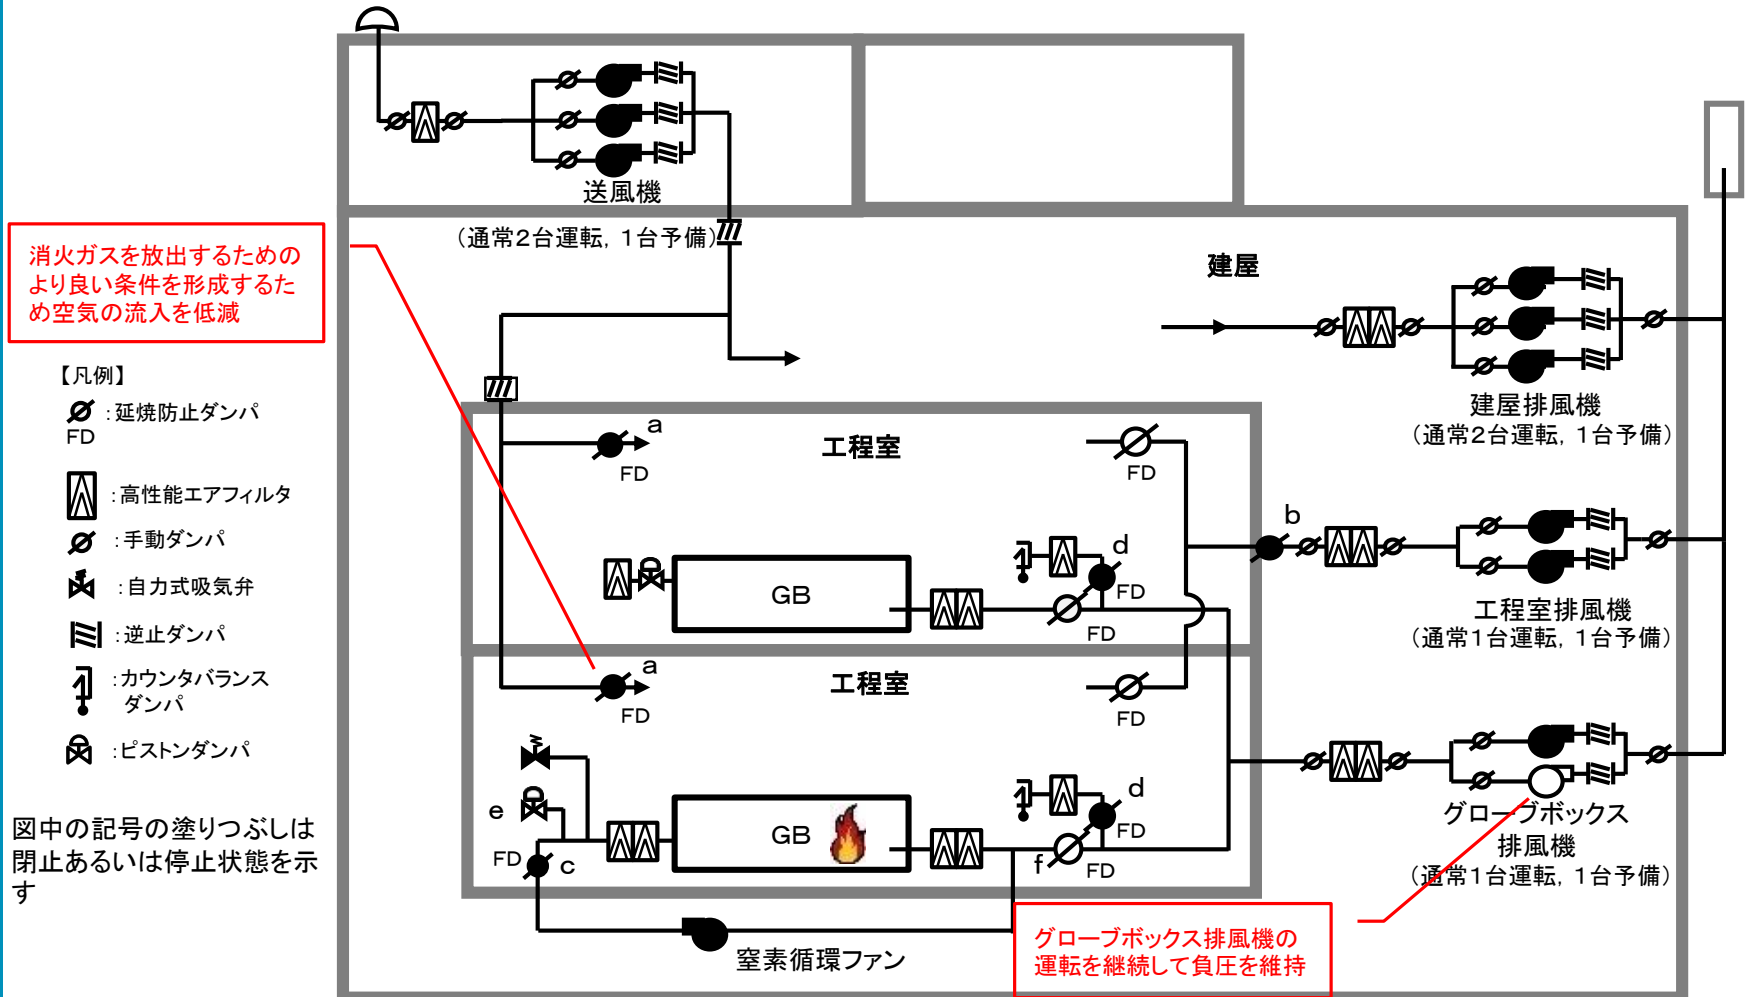 送風機
(通常2台運転, 1台予備)
消火ガスを放出するための
より良い条件を形成するた
め空気の流入を低減
建屋
【凡例】
:延焼防止ダンパ
FD
:高性能エアフィルタ
:手動ダンパ
:自力式吸気弁
:逆止ダンパ
:カウンタバランス
ダンパ
:ピストンダンパ
図中の記号の塗りつぶしは
閉止あるいは停止状態を示
す
建屋排風機
(通常2台運転, 1台予備)
工程室
a
FD
FD
b
d
FD
GB
FD
工程室排風機
(通常1台運転, 1台予備)
工程室
a
FD
FD
e
d
FD
GB
FD
c
f
FD
グローブボックス
排風機
(通常1台運転, 1台予備)
窒素循環ファン
グローブボックス排風機の
運転を継続して負圧を維持